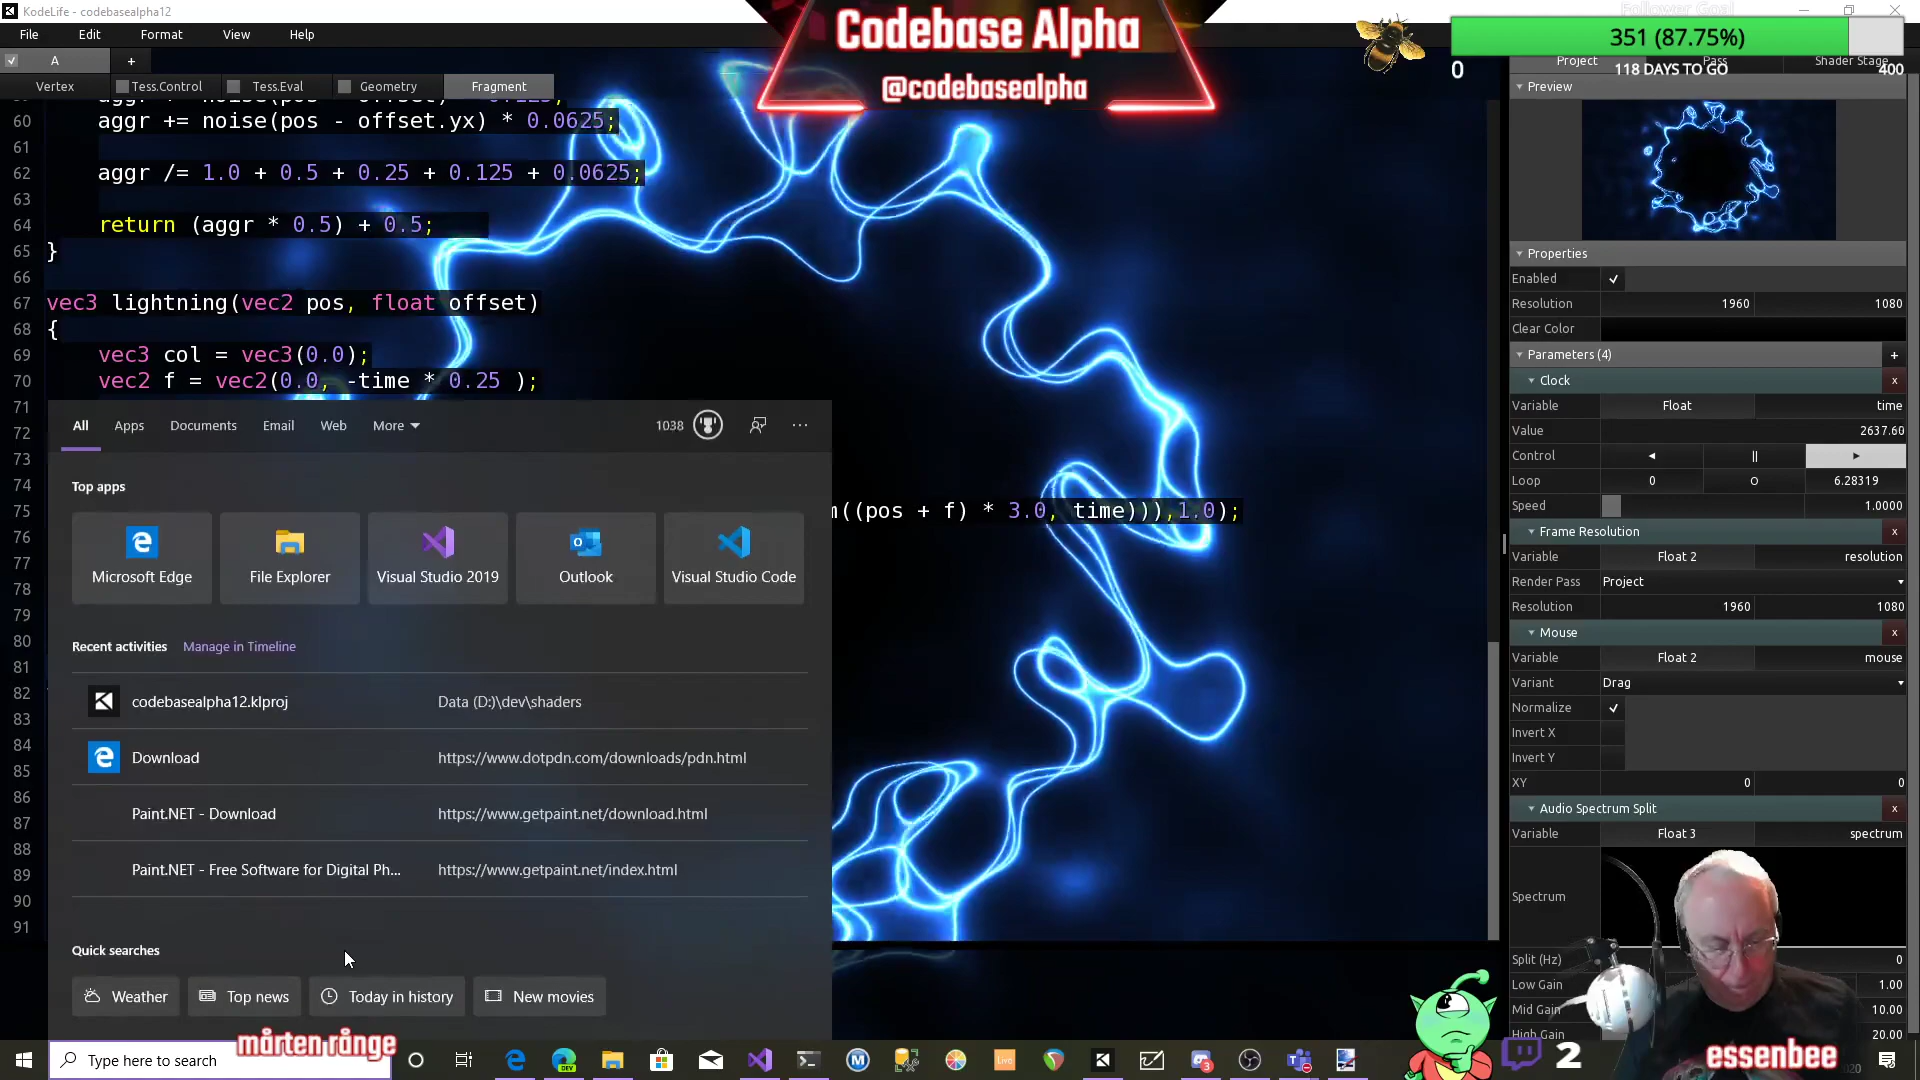 KodeLife - codebasealpha12
File Edit Format View Help
A +
Vertex Tess.Control Tess.Eval Geometry Fragment
60 aggr += noise(pos - offset.yx) * 0.0625;
61
62 aggr /= 1.0 + 0.5 + 0.25 + 0.125 + 0.0625;
63
64 return (aggr * 0.5) + 0.5;
65 }
66
67 vec3 lightning(vec2 pos, float offset)
68 {
69 vec3 col = vec3(0.0);
70 vec2 f = vec2(0.0, -time * 0.25 );
71
72
73
74
75 ((pos + f) * 3.0, time))),1.0);
76
77
78
79
80
81
82
83
84
85
86
87
88
89
90
91
Codebase Alpha
@codebasealpha
Follower Goal
351 (87.75%)
0 118 DAYS TO GO 400
Project Pass Shader Stage
Preview
Properties
Enabled
Resolution 1960 1080
Clear Color
Parameters (4) +
Clock x
Variable Float time
Value 2637.60
Control
Loop 0 O 6.28319
Speed 1.0000
Frame Resolution x
Variable Float 2 resolution
Render Pass Project
Resolution 1960 1080
Mouse x
Variable Float 2 mouse
Variant Drag
Normalize
Invert X
Invert Y
XY 0 0
Audio Spectrum Split x
Variable Float 3 spectrum
Spectrum
Split (Hz) 0
Low Gain 1.00
Mid Gain 10.00
High Gain 20.00
All Apps Documents Email Web More 1038
Top apps
Microsoft Edge File Explorer Visual Studio 2019 Outlook Visual Studio Code
Recent activities Manage in Timeline
codebasealpha12.klproj Data (D:)\dev\shaders
Download https://www.dotpdn.com/downloads/pdn.html
Paint.NET - Download https://www.getpaint.net/download.html
Paint.NET - Free Software for Digital Ph... https://www.getpaint.net/index.html
Quick searches
Weather Top news Today in history New movies
mårten rånge
Type here to search
2
essenbee